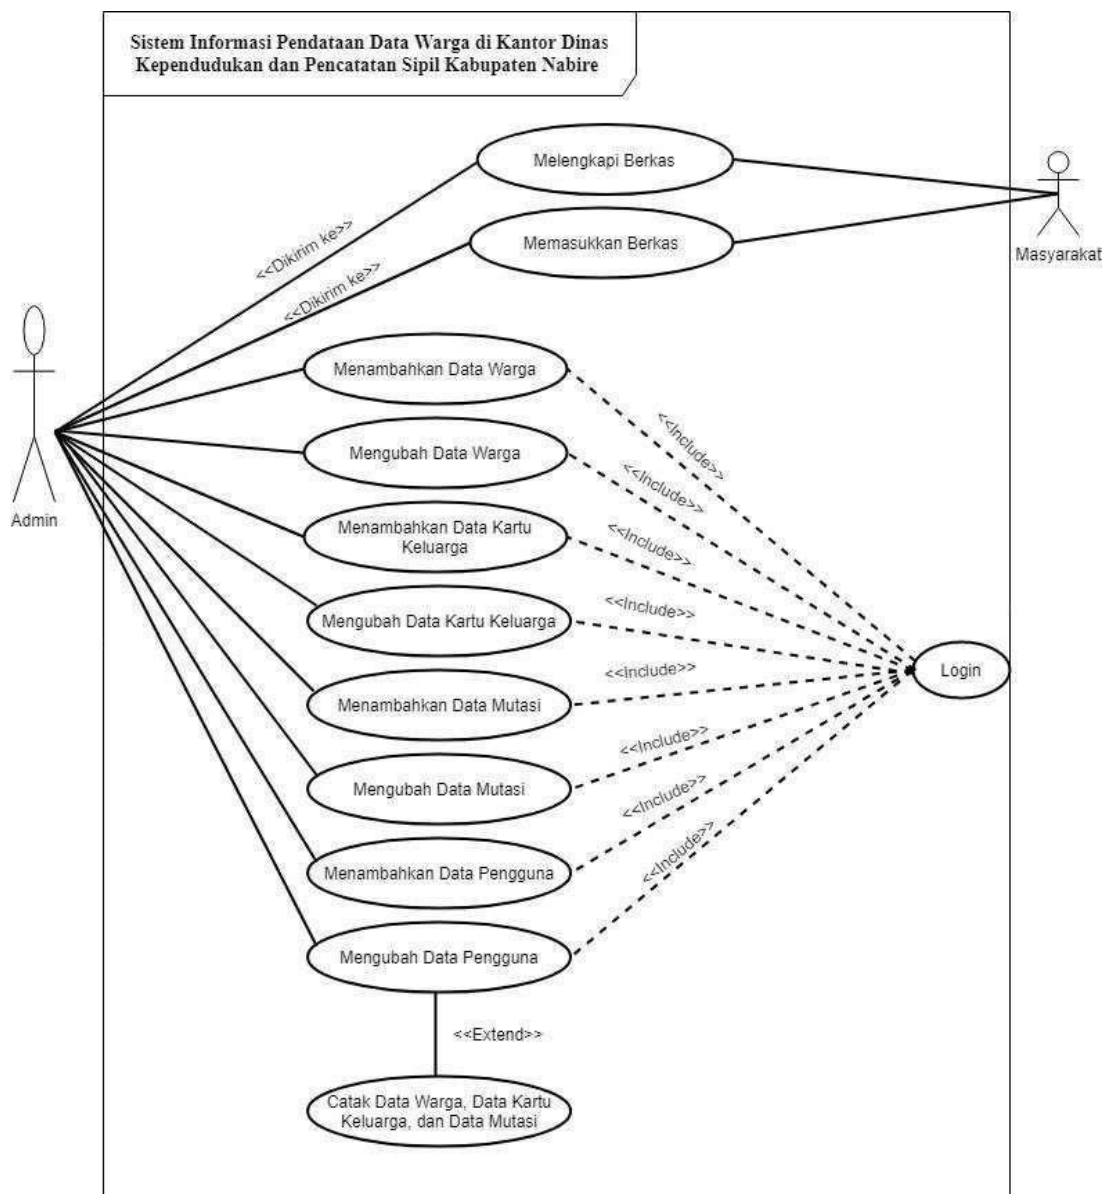 Sistem Informasi Pendataan Data Warga di Kantor Dinas
Kependudukan dan Pencatatan Sipil Kabupaten Nabire
Melengkapi Berkas
Memasukkan Berkas
Masyarakat
<<Dikirim ke>>
<<Dikirim ke>>
Admin
Menambahkan Data Warga
<<Include>>
Mengubah Data Warga
<<Include>>
Menambahkan Data Kartu
Keluarga
<<Include>>
Mengubah Data Kartu Keluarga
<<Include>>
Login
Menambahkan Data Mutasi
<<Include>>
Mengubah Data Mutasi
<<Include>>
Menambahkan Data Pengguna
<<Include>>
Mengubah Data Pengguna
<<Include>>
<<Extend>>
Catak Data Warga, Data Kartu
Keluarga, dan Data Mutasi